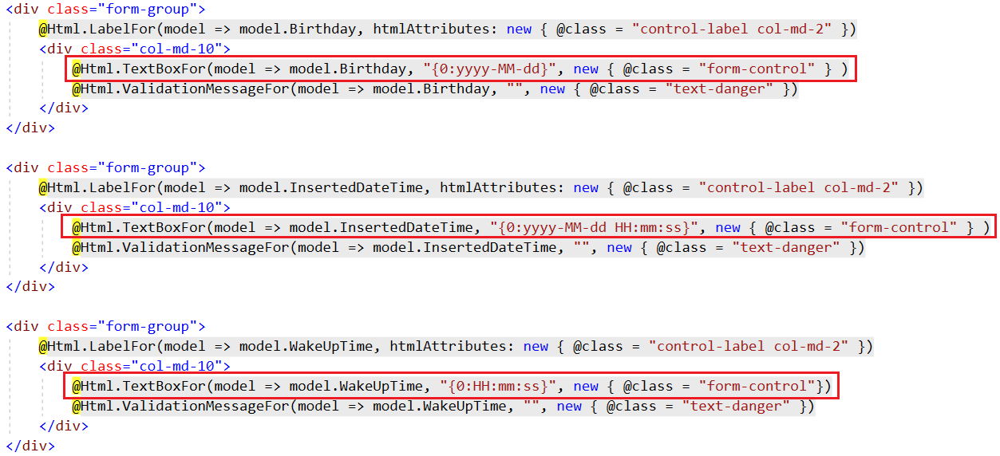 <div class="form-group">
@Html.LabelFor(model => model.Birthday, htmlAttributes: new { @class = "control-label col-md-2" })
<div class="col-md-10">
@Html.TextBoxFor(model => model.Birthday, "{0:yyyy-MM-dd}", new { @class = "form-control" } )
@Html.ValidationMessageFor(model => model.Birthday, "", new { @class = "text-danger" })
</div>
</div>
<div class="form-group">
@Html.LabelFor(model => model.InsertedDateTime, htmlAttributes: new { @class = "control-label col-md-2" })
<div class="col-md-10">
@Html.TextBoxFor(model => model.InsertedDateTime, "{0:yyyy-MM-dd HH:mm:ss}", new { @class = "form-control" } )
@Html.ValidationMessageFor(model => model.InsertedDateTime, "", new { @class = "text-danger" })
</div>
</div>
<div class="form-group">
@Html.LabelFor(model => model.WakeUpTime, htmlAttributes: new { @class = "control-label col-md-2" })
<div class="col-md-10">
@Html.TextBoxFor(model => model.WakeUpTime, "{0:HH:mm:ss}", new { @class = "form-control"})
@Html.ValidationMessageFor(model => model.WakeUpTime, "", new { @class = "text-danger" })
</div>
</div>